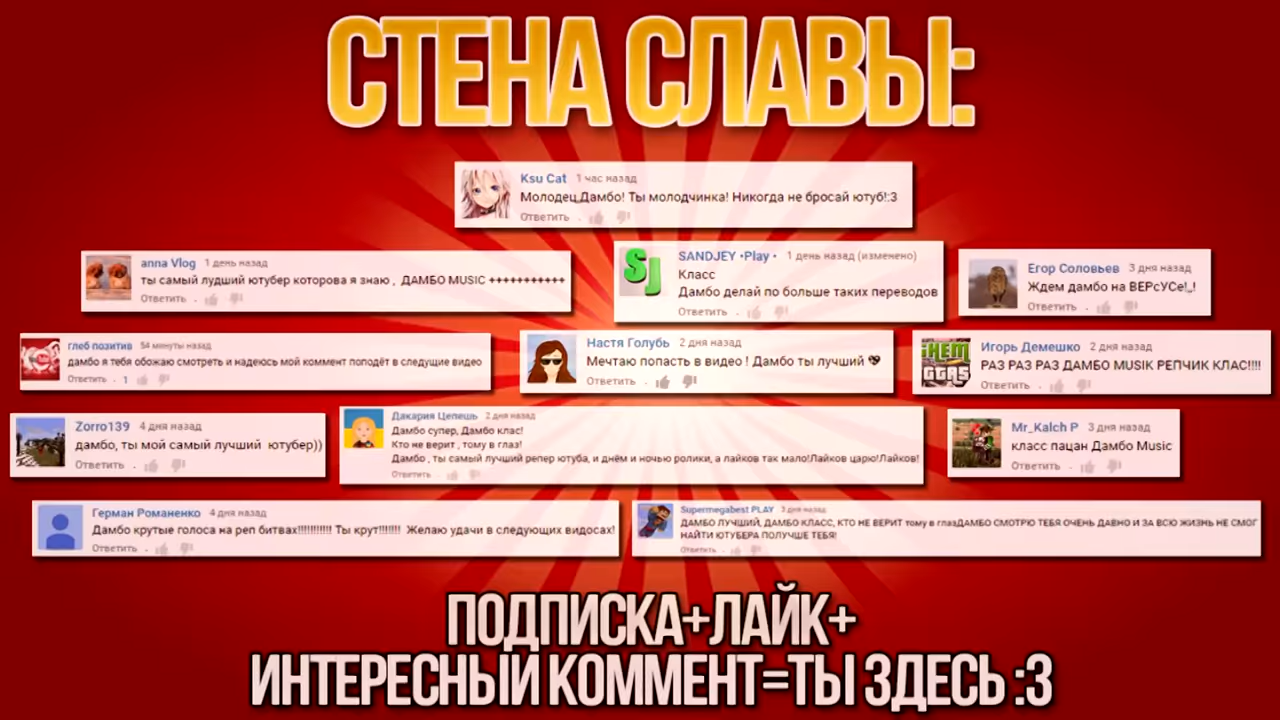 СТЕНА СЛАВЫ:
Ksu Cat 1 час назад
Молодец,Дамбо! Ты молодчинка! Никогда не бросай ютуб!:3
Ответить
anna Vlog 1 день назад
ты самый лудший ютубер которова я знаю , ДАМБО MUSIC +++++++++++
Ответить
SJ
SANDJEY •Play • 1 день назад (изменено)
Класс
Дамбо делай по больше таких переводов
Ответить
Егор Соловьев 3 дня назад
Ждем дамбо на ВЕРсУСе!_!
Ответить
глеб позитив 54 минуты назад
дамбо я тебя обожаю смотреть и надеюсь мой коммент поподёт в следущие видео
Ответить 1
Настя Голубь 2 дня назад
Мечтаю попасть в видео ! Дамбо ты лучший 💖
Ответить
iHEM
GTA5
Игорь Демешко 2 дня назад
РАЗ РАЗ РАЗ ДАМБО MUSIK РЕПЧИК КЛАС!!!!
Ответить
Zorro139 4 дня назад
дамбо, ты мой самый лучший ютубер))
Ответить
Дакария Цепешь 2 дня назад
Дамбо супер, Дамбо клас!
Кто не верит , тому в глаз!
Дамбо , ты самый лучший репер ютуба, и днём и ночью ролики, а лайков так мало!Лайков царю!Лайков!
Ответить
Mr_Kalch P 3 дня назад
класс пацан Дамбо Music
Ответить
Герман Романенко 4 дня назад
Дамбо крутые голоса на реп битвах!!!!!!!!!!! Ты крут!!!!!!! Желаю удачи в следующих видосах!
Ответить
Supermegabest PLAY 3 дня назад
ДАМБО ЛУЧШИЙ, ДАМБО КЛАСС, КТО НЕ ВЕРИТ тому в глазДАМБО СМОТРЮ ТЕБЯ ОЧЕНЬ ДАВНО И ЗА ВСЮ ЖИЗНЬ НЕ СМОГ
НАЙТИ ЮТУБЕРА ПОЛУЧШЕ ТЕБЯ!
Ответить
ПОДПИСКА+ЛАЙК+
ИНТЕРЕСНЫЙ КОММЕНТ=ТЫ ЗДЕСЬ :3